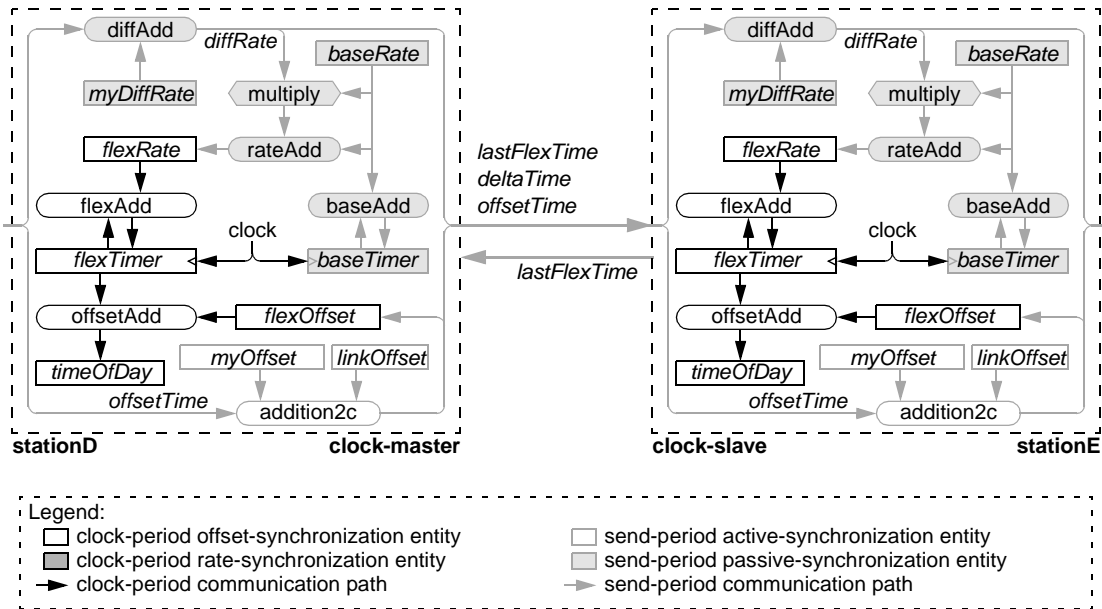 diffAdd
diffRate
baseRate
myDiffRate
multiply
flexRate
rateAdd
flexAdd
baseAdd
clock
flexTimer
baseTimer
offsetAdd
flexOffset
myOffset
linkOffset
timeOfDay
offsetTime
addition2c
stationD
clock-master
lastFlexTime
deltaTime
offsetTime
lastFlexTime
diffAdd
diffRate
baseRate
myDiffRate
multiply
flexRate
rateAdd
flexAdd
baseAdd
clock
flexTimer
baseTimer
offsetAdd
flexOffset
myOffset
linkOffset
timeOfDay
offsetTime
addition2c
clock-slave
stationE
Legend:
clock-period offset-synchronization entity
clock-period rate-synchronization entity
clock-period communication path
send-period active-synchronization entity
send-period passive-synchronization entity
send-period communication path